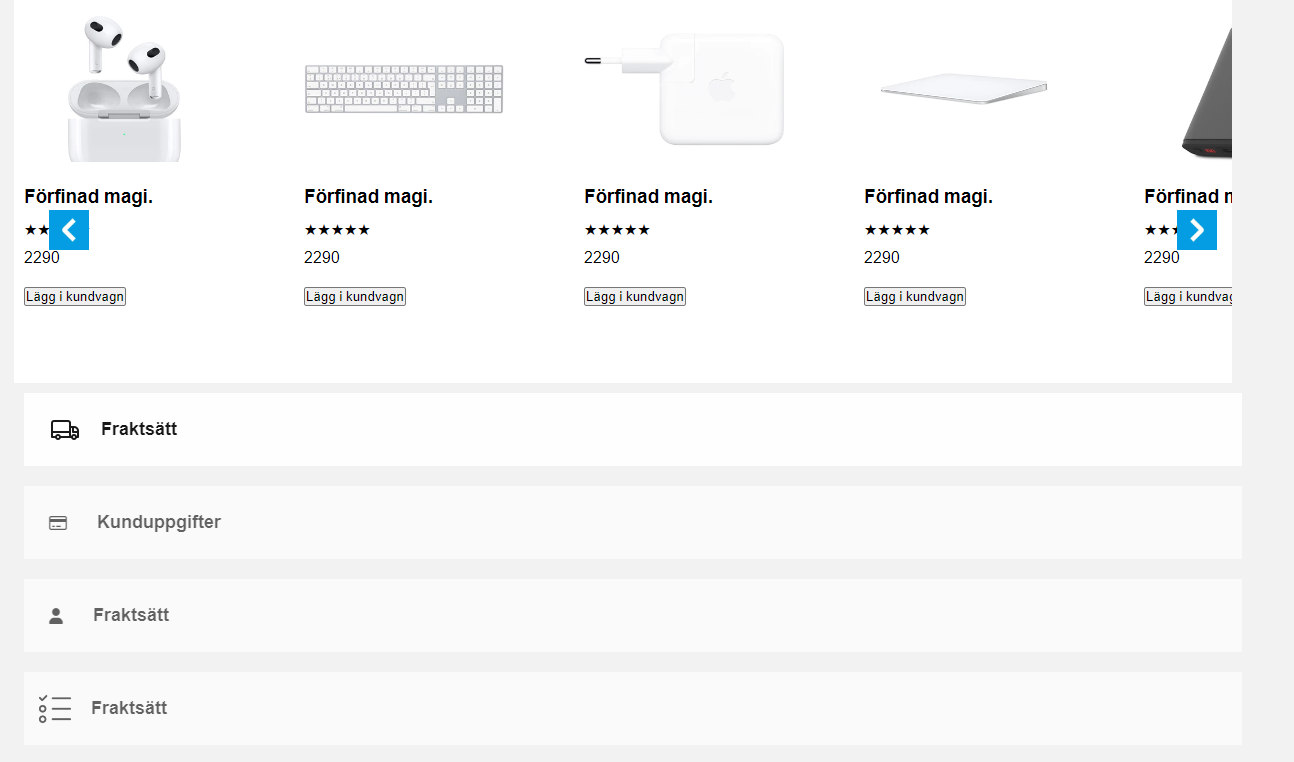 Förfinad magi. Förfinad magi. Förfinad magi. Förfinad magi. Förfinad
★★ ★★★★★ ★★★★★ ★★★★★ ★★
2290 2290 2290 2290 2290
Lägg i kundvagn Lägg i kundvagn Lägg i kundvagn Lägg i kundvagn Lägg i
Fraktsätt
Kunduppgifter
Fraktsätt
Fraktsätt